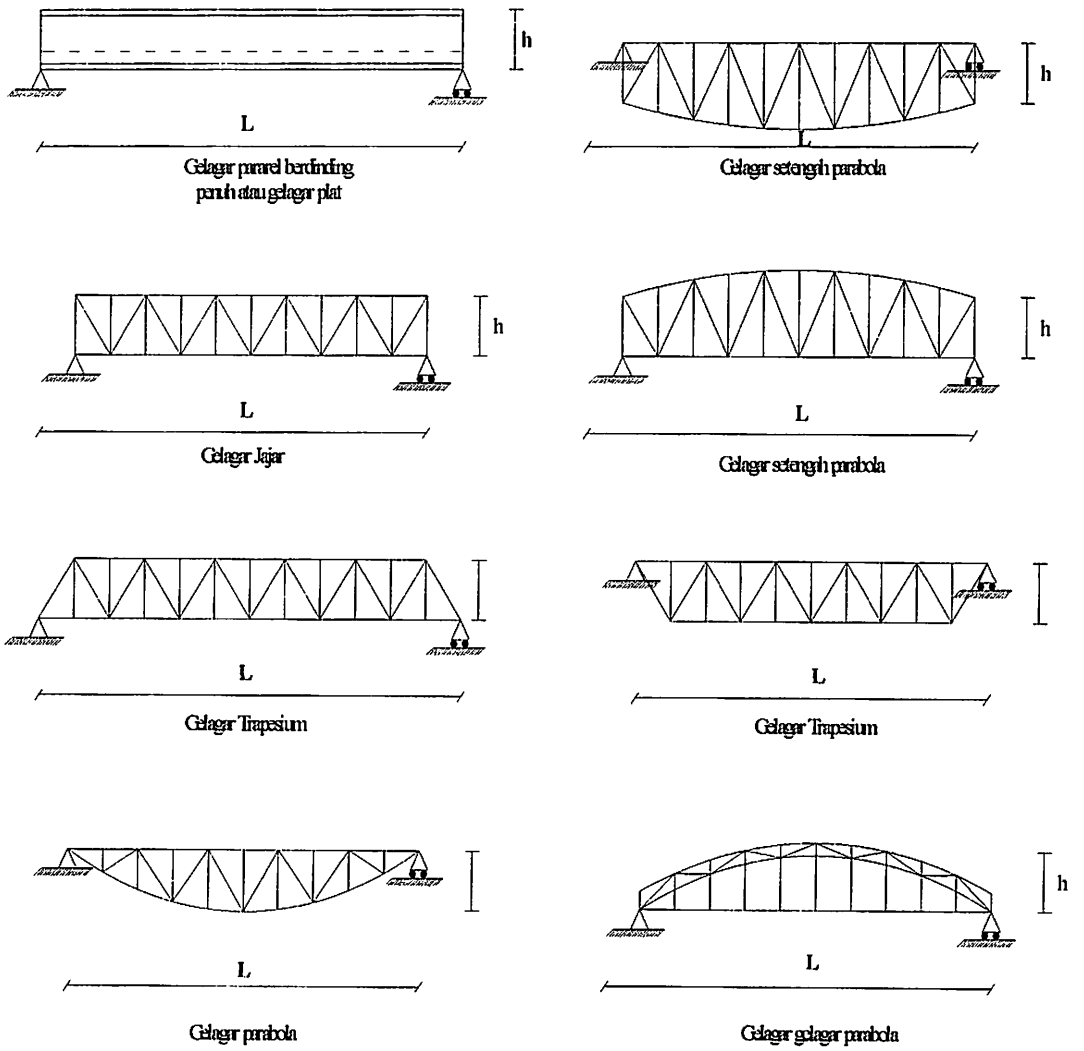 h
L
Gelagar pararel berdinding
penuh atau gelagar plat
h
L
Gelagar setengah parabola
h
L
Gelagar Jajar
h
L
Gelagar setengah parabola
L
Gelagar Trapesium
L
Gelagar Trapesium
L
Gelagar parabola
h
L
Gelagar gelagar parabola